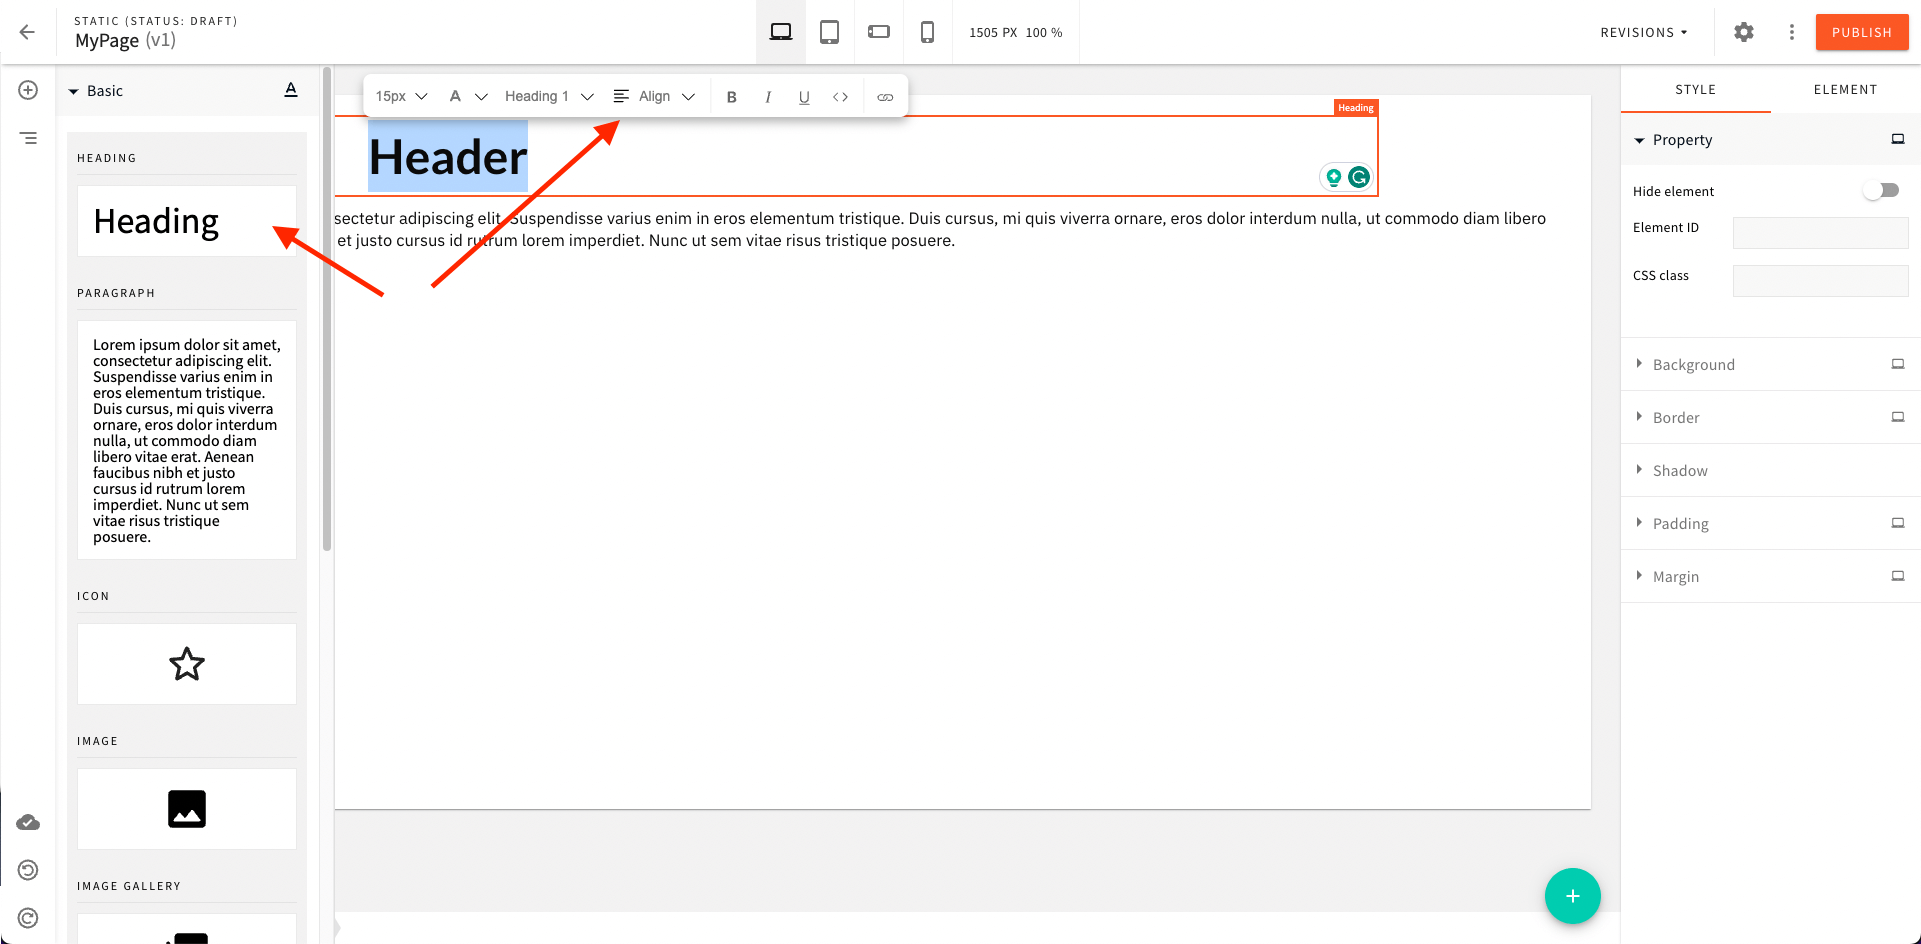 STATIC (STATUS: DRAFT)
MyPage (v1)
1505 PX 100 %
REVISIONS
PUBLISH
Basic
A
HEADING
Heading
PARAGRAPH
Lorem ipsum dolor sit amet,
consectetur adipiscing elit.
Suspendisse varius enim in
eros elementum tristique.
Duis cursus, mi quis viverra
ornare, eros dolor interdum
nulla, ut commodo diam
libero vitae erat. Aenean
faucibus nibh et justo
cursus id rutrum lorem
imperdiet. Nunc ut sem
vitae risus tristique
posuere.
ICON
IMAGE
IMAGE GALLERY
15px A Heading 1 Align B I U <>
Heading
Header
sectetur adipiscing elit. Suspendisse varius enim in eros elementum tristique. Duis cursus, mi quis viverra ornare, eros dolor interdum nulla, ut commodo diam libero
et justo cursus id rutrum lorem imperdiet. Nunc ut sem vitae risus tristique posuere.
STYLE ELEMENT
Property
Hide element
Element ID
CSS class
Background
Border
Shadow
Padding
Margin